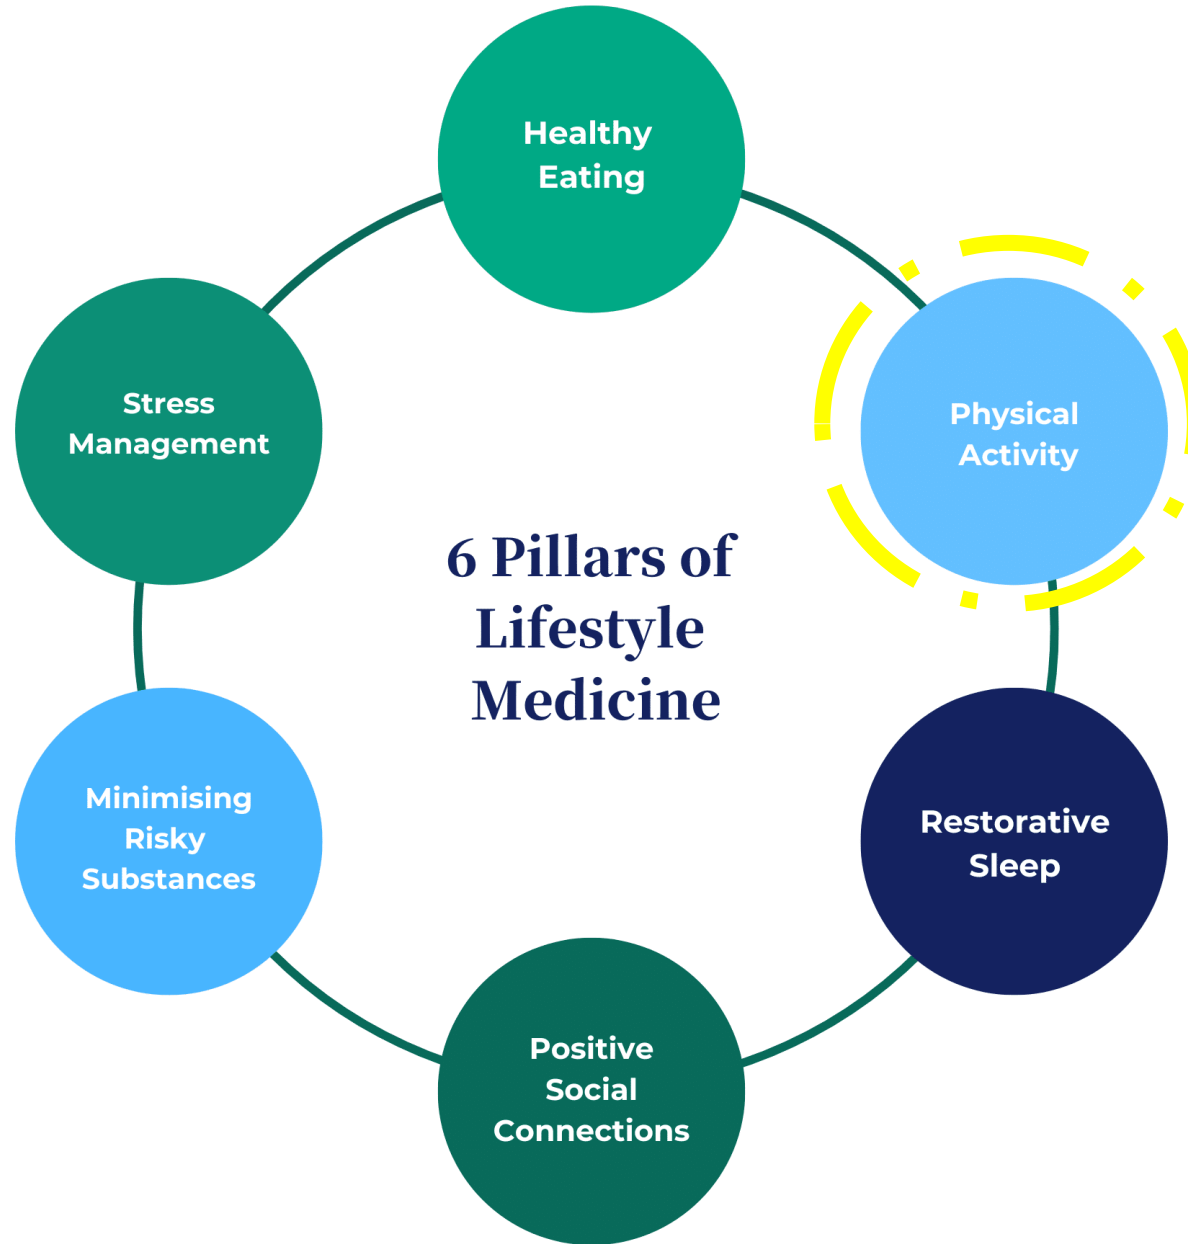 Healthy
Eating
Physical
Activity
Restorative
Sleep
Positive
Social
Connections
Minimising
Risky
Substances
Stress
Management
6 Pillars of
Lifestyle
Medicine